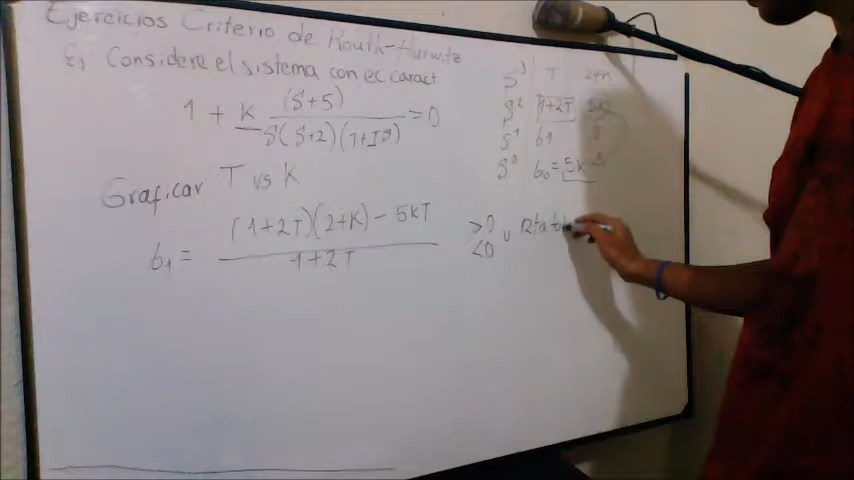 Ejercicios Criterio de Routh-Hurwitz
Ej Considere el sistema con ec caract.
1 + K (S+5) / S(S+2)(1+TS) = 0
Graficar T vs K
b1 = (1+2T)(2+K) - 5KT / 1+2T >0 <0
S³ T 2+K
S² 1+2T 5K
S¹ b1
S⁰ b0=5K